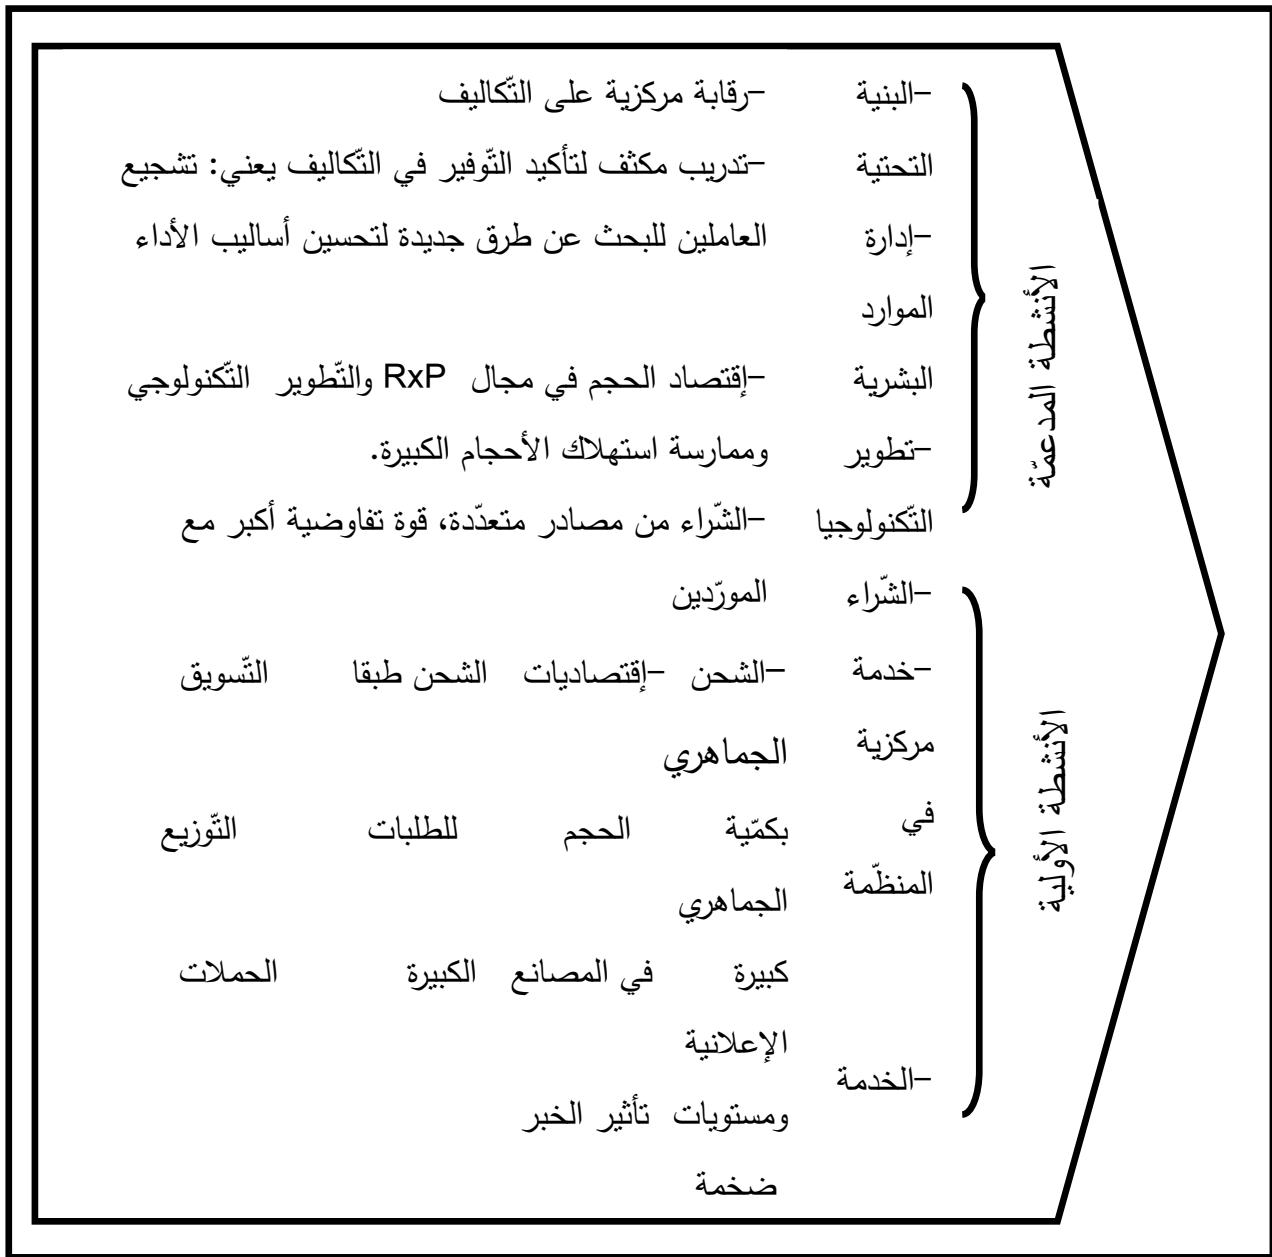 الأنشطة المدعمّة
–البنية –رقابة مركزية على التّكاليف
التحتية –تدريب مكثف لتأكيد التّوفير في التّكاليف يعني: تشجيع
–إدارة العاملين للبحث عن طرق جديدة لتحسين أساليب الأداء
الموارد
البشرية –إقتصاد الحجم في مجال RxP والتّطوير التّكنولوجي
–تطوير وممارسة استهلاك الأحجام الكبيرة.
التّكنولوجيا –الشّراء من مصادر متعدّدة، قوة تفاوضية أكبر مع
الأنشطة الأولية
–الشّراء المورّدين
–خدمة –الشحن –إقتصاديات الشحن طبقا التّسويق
مركزية الجماهري
في بكمّية الحجم للطلبات التّوزيع
المنظّمة الجماهري
كبيرة في المصانع الكبيرة الحملات
الإعلانية
–الخدمة ومستويات تأثير الخبر
ضخمة